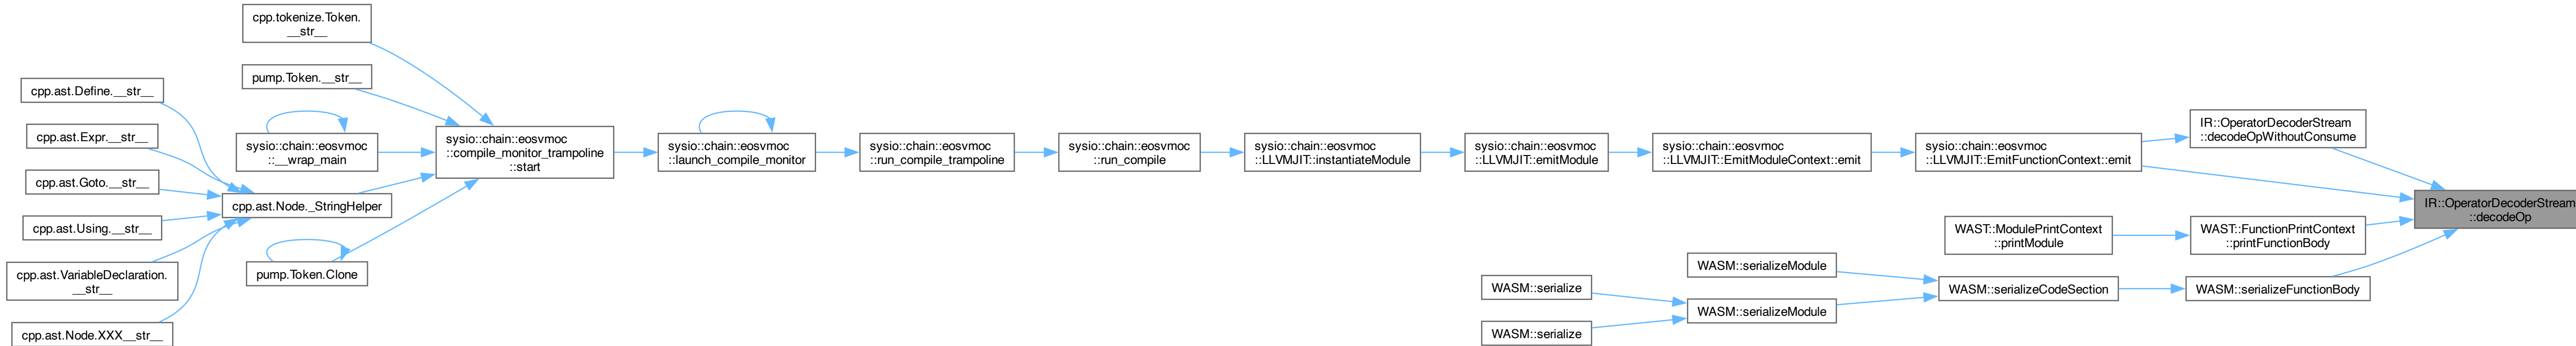 cpp.tokenize.Token.
__str__
pump.Token.__str__
cpp.ast.Define.__str__
cpp.ast.Expr.__str__
cpp.ast.Goto.__str__
cpp.ast.Using.__str__
cpp.ast.VariableDeclaration.
__str__
cpp.ast.Node.XXX__str__
sysio::chain::eosvmoc
::__wrap_main
cpp.ast.Node._StringHelper
pump.Token.Clone
sysio::chain::eosvmoc
::compile_monitor_trampoline
::start
sysio::chain::eosvmoc
::launch_compile_monitor
sysio::chain::eosvmoc
::run_compile_trampoline
sysio::chain::eosvmoc
::run_compile
sysio::chain::eosvmoc
::LLVMJIT::instantiateModule
sysio::chain::eosvmoc
::LLVMJIT::emitModule
sysio::chain::eosvmoc
::LLVMJIT::EmitModuleContext::emit
sysio::chain::eosvmoc
::LLVMJIT::EmitFunctionContext::emit
IR::OperatorDecoderStream
::decodeOpWithoutConsume
IR::OperatorDecoderStream
::decodeOp
WAST::ModulePrintContext
::printModule
WAST::FunctionPrintContext
::printFunctionBody
WASM::serialize
WASM::serialize
WASM::serializeModule
WASM::serializeModule
WASM::serializeCodeSection
WASM::serializeFunctionBody